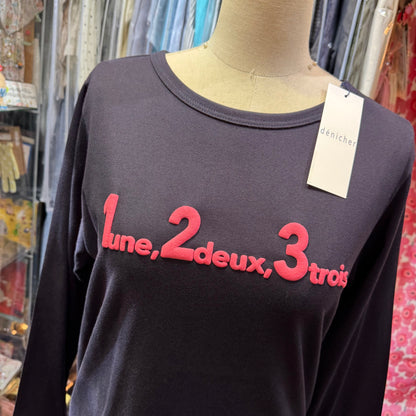 1une, 2deux, 3trois
dénicher